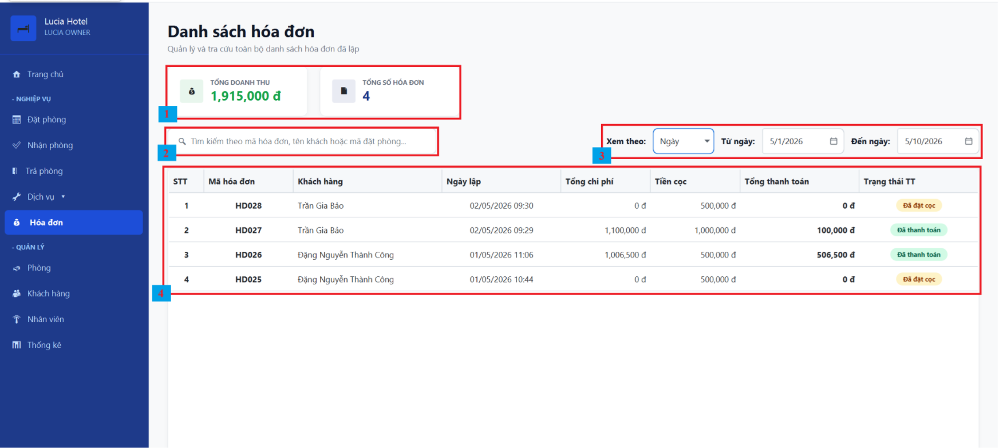 Lucia Hotel
LUCIA OWNER
Trang chủ
- NGHIỆP VỤ
Đặt phòng
Nhận phòng
Trả phòng
Dịch vụ ▾
Hóa đơn
- QUẢN LÝ
Phòng
Khách hàng
Nhân viên
Thống kê
Danh sách hóa đơn
Quản lý và tra cứu toàn bộ danh sách hóa đơn đã lập
TỔNG DOANH THU
1,915,000 đ
TỔNG SỐ HÓA ĐƠN
4
1
Tìm kiếm theo mã hóa đơn, tên khách hoặc mã đặt phòng...
2
Xem theo: Ngày Từ ngày: 5/1/2026 Đến ngày: 5/10/2026
3
STT Mã hóa đơn Khách hàng Ngày lập Tổng chi phí Tiền cọc Tổng thanh toán Trạng thái TT
1 HD028 Trần Gia Bảo 02/05/2026 09:30 0 đ 500,000 đ 0 đ Đã đặt cọc
2 HD027 Trần Gia Bảo 02/05/2026 09:29 1,100,000 đ 1,000,000 đ 100,000 đ Đã thanh toán
3 HD026 Đặng Nguyễn Thành Công 01/05/2026 11:06 1,006,500 đ 500,000 đ 506,500 đ Đã thanh toán
4 HD025 Đặng Nguyễn Thành Công 01/05/2026 10:44 0 đ 500,000 đ 0 đ Đã đặt cọc
4